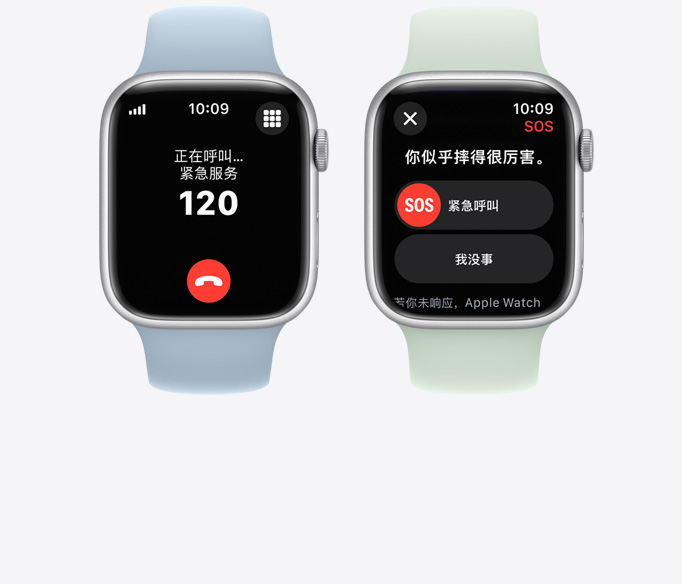 10:09
正在呼叫…
紧急服务
120
10:09
SOS
你似乎摔得很厉害。
SOS 紧急呼叫
我没事
若你未响应，Apple Watch